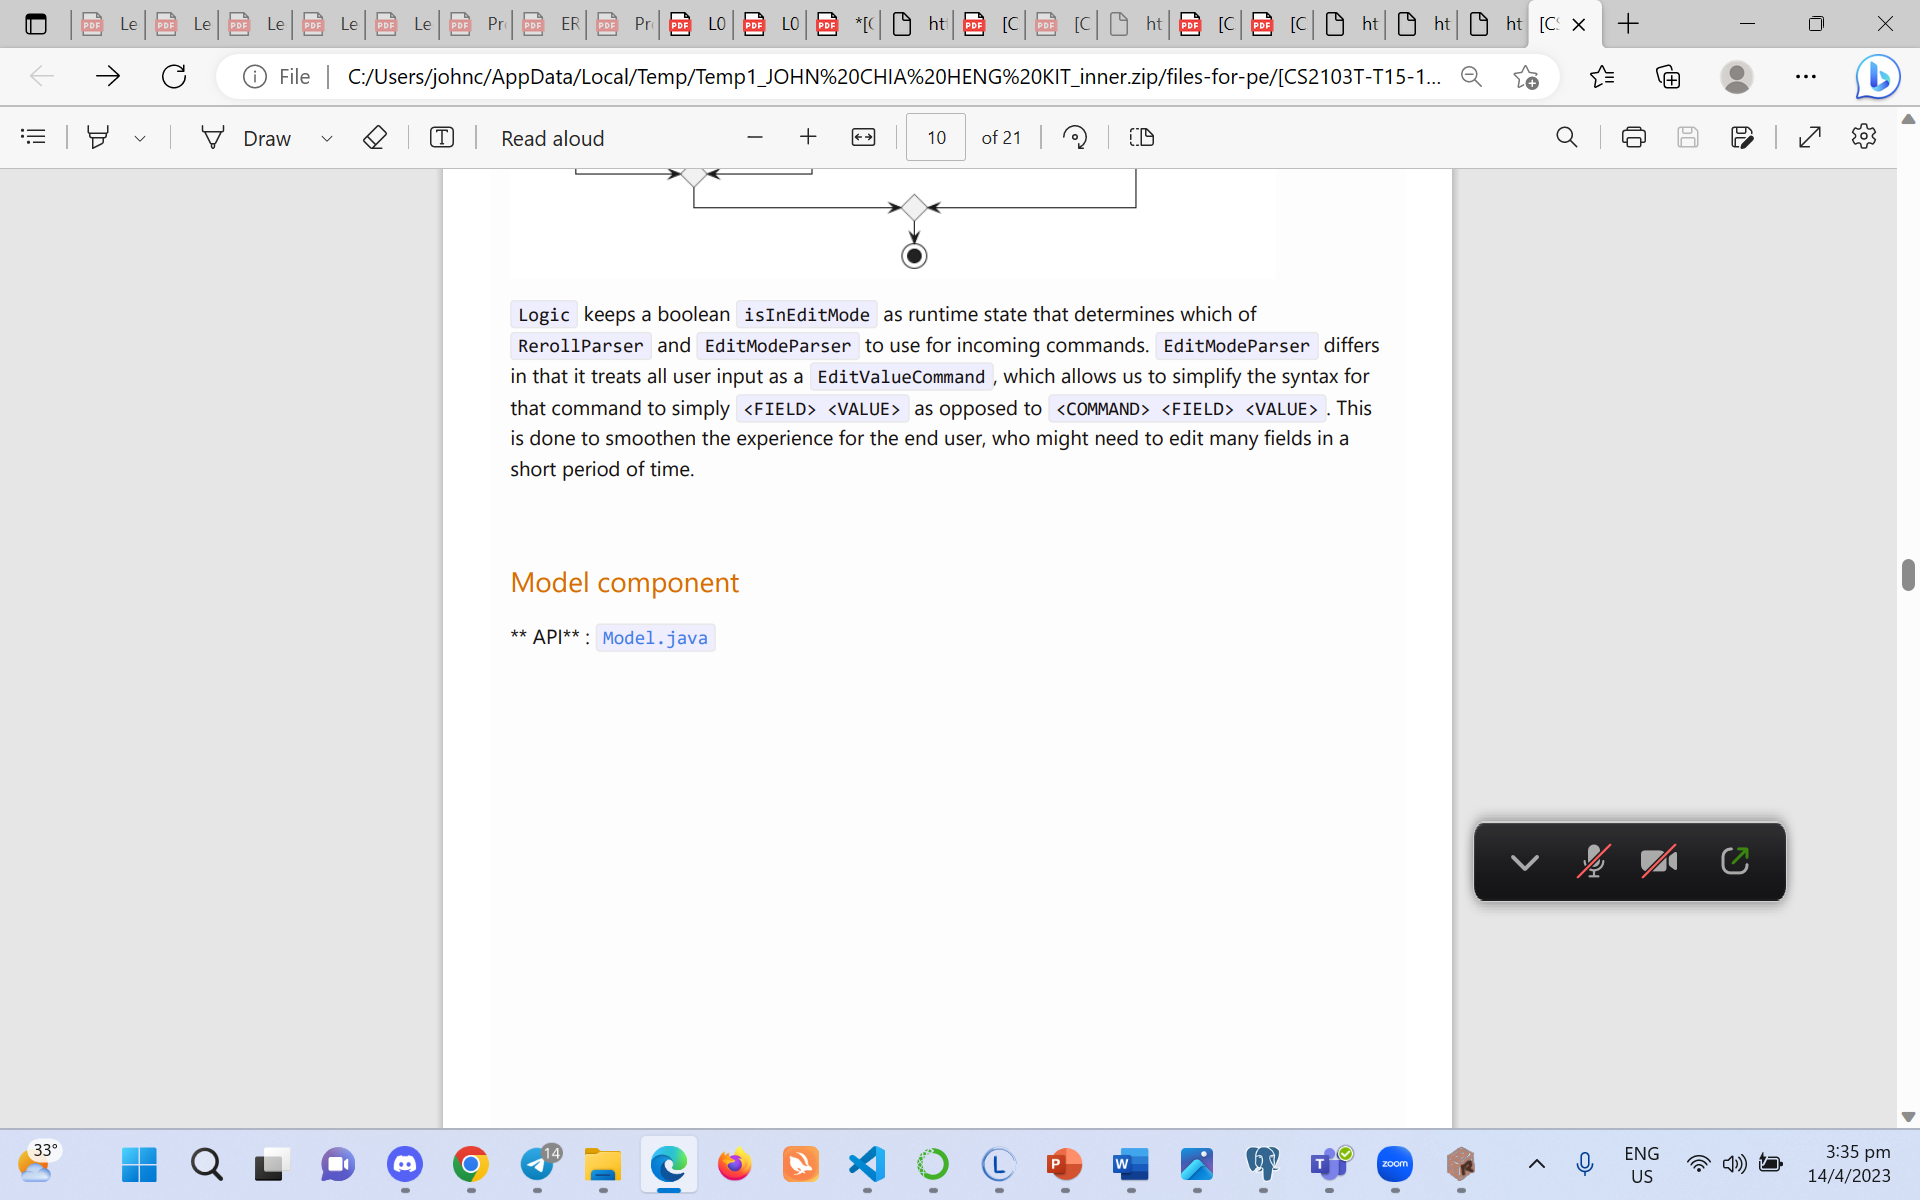 Le Le Le Le Le Pr ER Pr L0 L0 *[( ht [C [C ht [C [C ht ht ht [CS
File C:/Users/johnc/AppData/Local/Temp/Temp1_JOHN%20CHIA%20HENG%20KIT_inner.zip/files-for-pe/[CS2103T-T15-1...
Draw Read aloud 10 of 21
Logic keeps a boolean isInEditMode as runtime state that determines which of
RerollParser and EditModeParser to use for incoming commands. EditModeParser differs
in that it treats all user input as a EditValueCommand , which allows us to simplify the syntax for
that command to simply <FIELD> <VALUE> as opposed to <COMMAND> <FIELD> <VALUE> . This
is done to smoothen the experience for the end user, who might need to edit many fields in a
short period of time.
Model component
** API** : Model.java
33° 14 zoom ENG 3:35 pm
US 14/4/2023